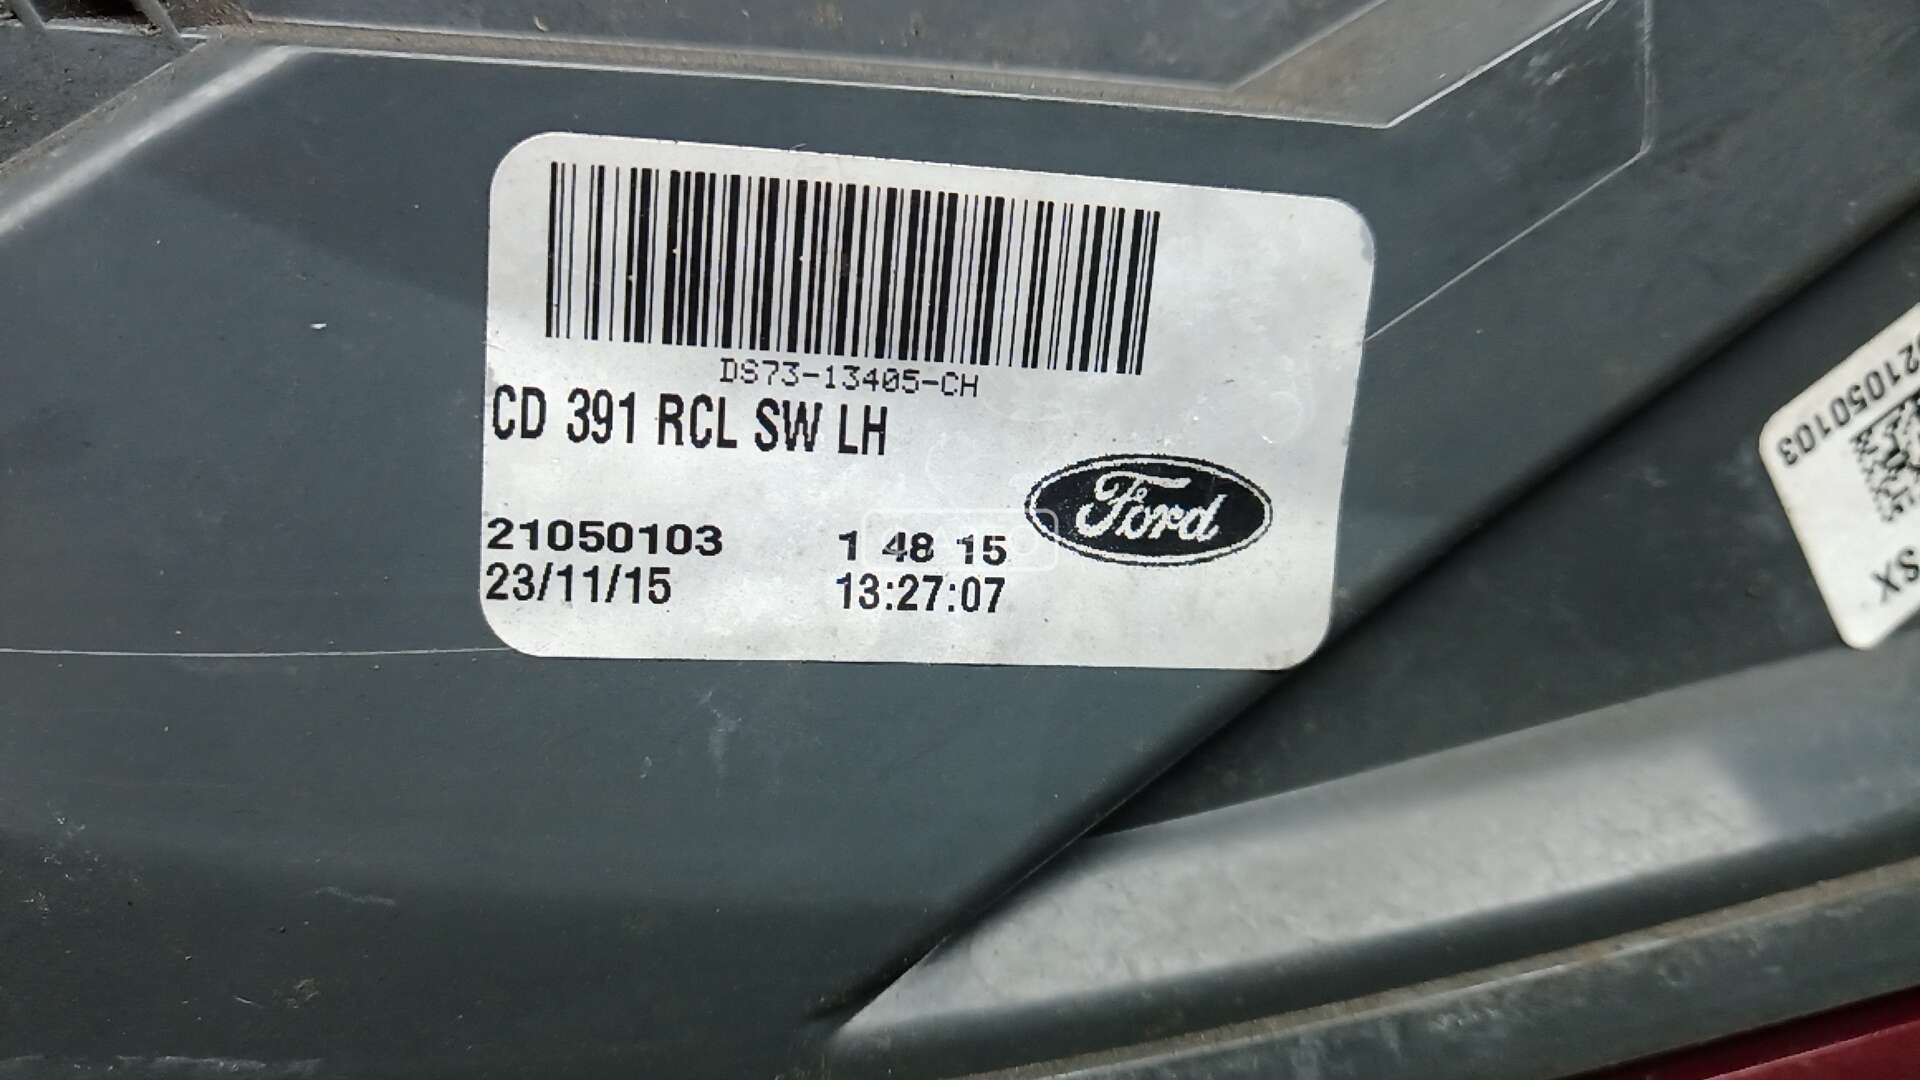 DS73-13405-CH
CD 391 RCL SW LH
21050103 1 48 15
23/11/15 13:27:07
Ford
21050103
SX